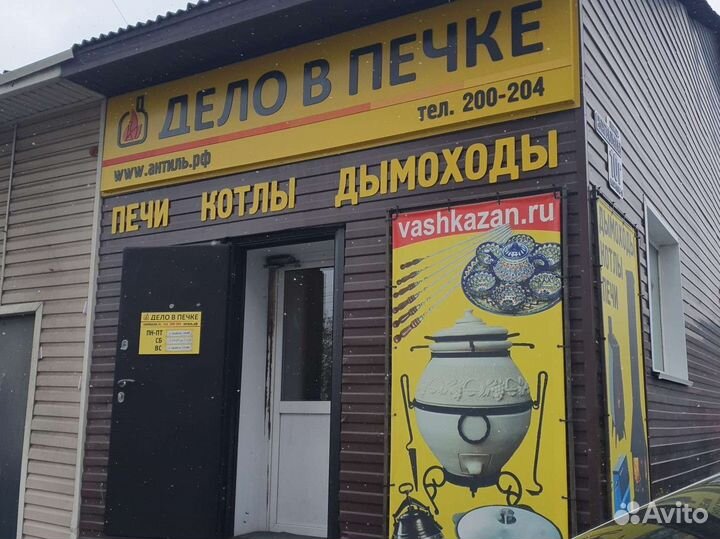 ДЕЛО В ПЕЧКЕ
тел. 200-204
www.антиль.рф
ПЕЧИ КОТЛЫ ДЫМОХОДЫ
vashkazan.ru
ДЫМОХОДЫ
КОТЛЫ
ПЕЧИ
ДЕЛО В ПЕЧКЕ
ПН-ПТ
СБ
ВС
Avito